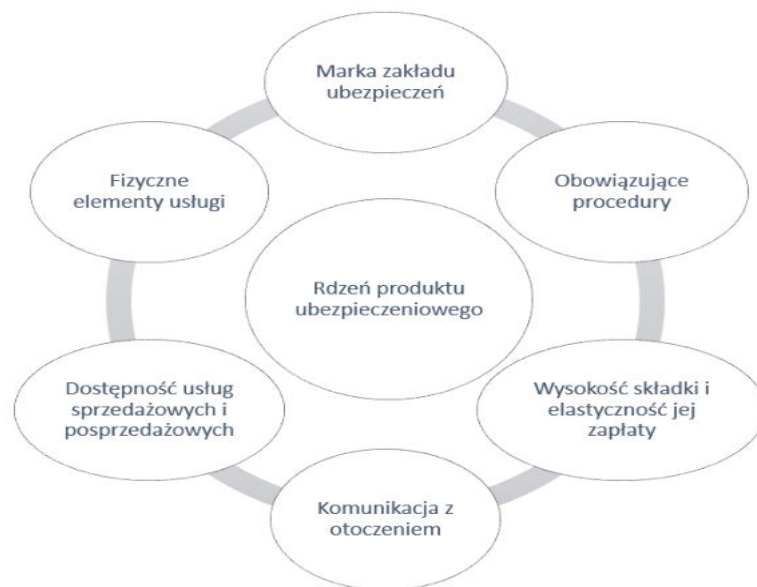 Marka zakładu
ubezpieczeń
Fizyczne
elementy usługi
Obowiązujące
procedury
Rdzeń produktu
ubezpieczeniowego
Dostępność usług
sprzedażowych i
posprzedażowych
Wysokość składki i
elastyczność jej
zapłaty
Komunikacja z
otoczeniem